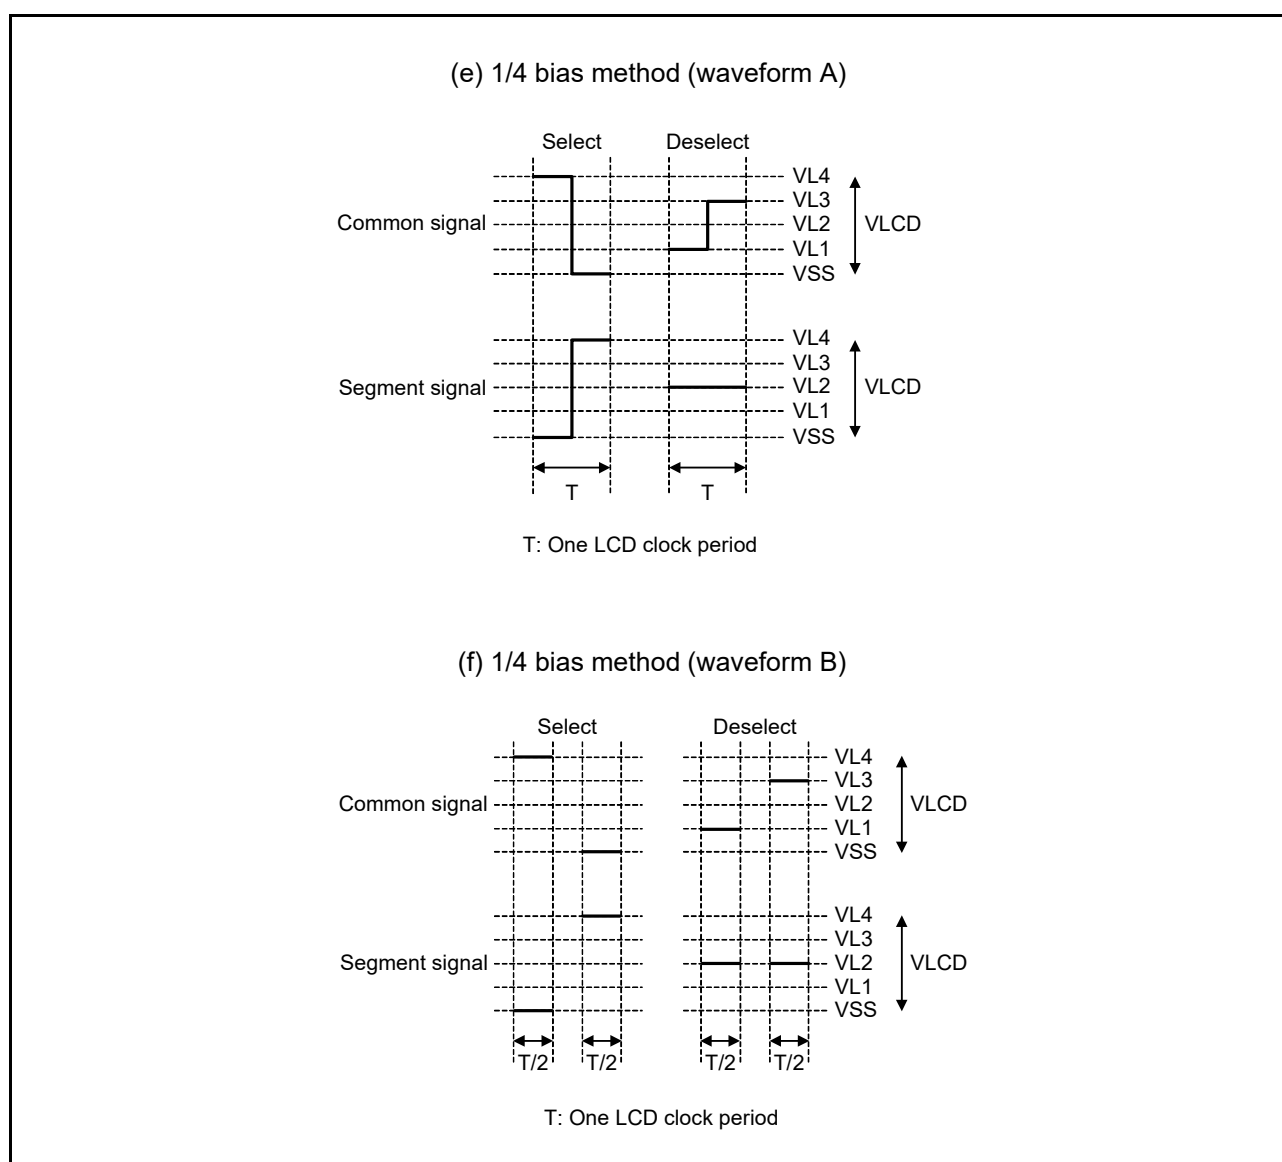 (e) 1/4 bias method (waveform A)
Select Deselect
VL4
VL3
Common signal VL2 VLCD
VL1
VSS
VL4
VL3
Segment signal VL2 VLCD
VL1
VSS
T T
T: One LCD clock period
(f) 1/4 bias method (waveform B)
Select Deselect
VL4
VL3
Common signal VL2 VLCD
VL1
VSS
VL4
VL3
Segment signal VL2 VLCD
VL1
VSS
T/2 T/2 T/2 T/2
T: One LCD clock period